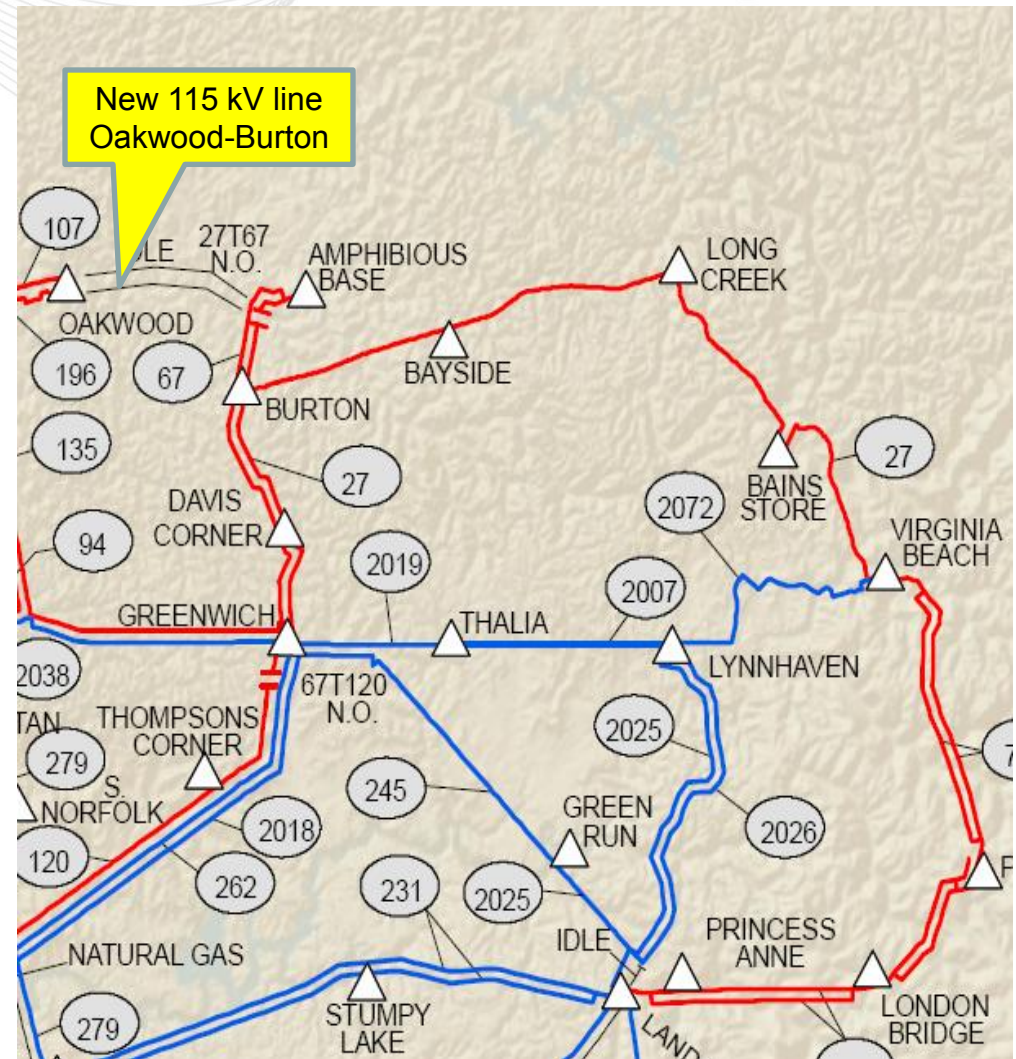 New 115 kV line
Oakwood-Burton
107
27T67
N.O.
AMPHIBIOUS
BASE
LONG
CREEK
OAKWOOD
196
67
BAYSIDE
BURTON
135
27
27
DAVIS
CORNER
BAINS
STORE
2072
94
VIRGINIA
BEACH
2019
2007
GREENWICH
THALIA
LYNNHAVEN
2038
67T120
N.O.
TAN
THOMPSONS
CORNER
2025
279
S.
NORFOLK
245
GREEN
RUN
2018
2026
120
262
231
2025
IDLE
PRINCESS
ANNE
NATURAL GAS
279
STUMPY
LAKE
LAND
LONDON
BRIDGE